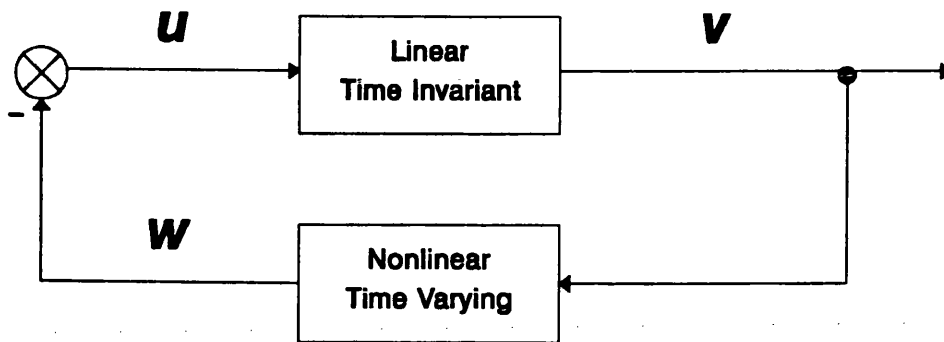 u
v
Linear
Time Invariant
-
w
Nonlinear
Time Varying